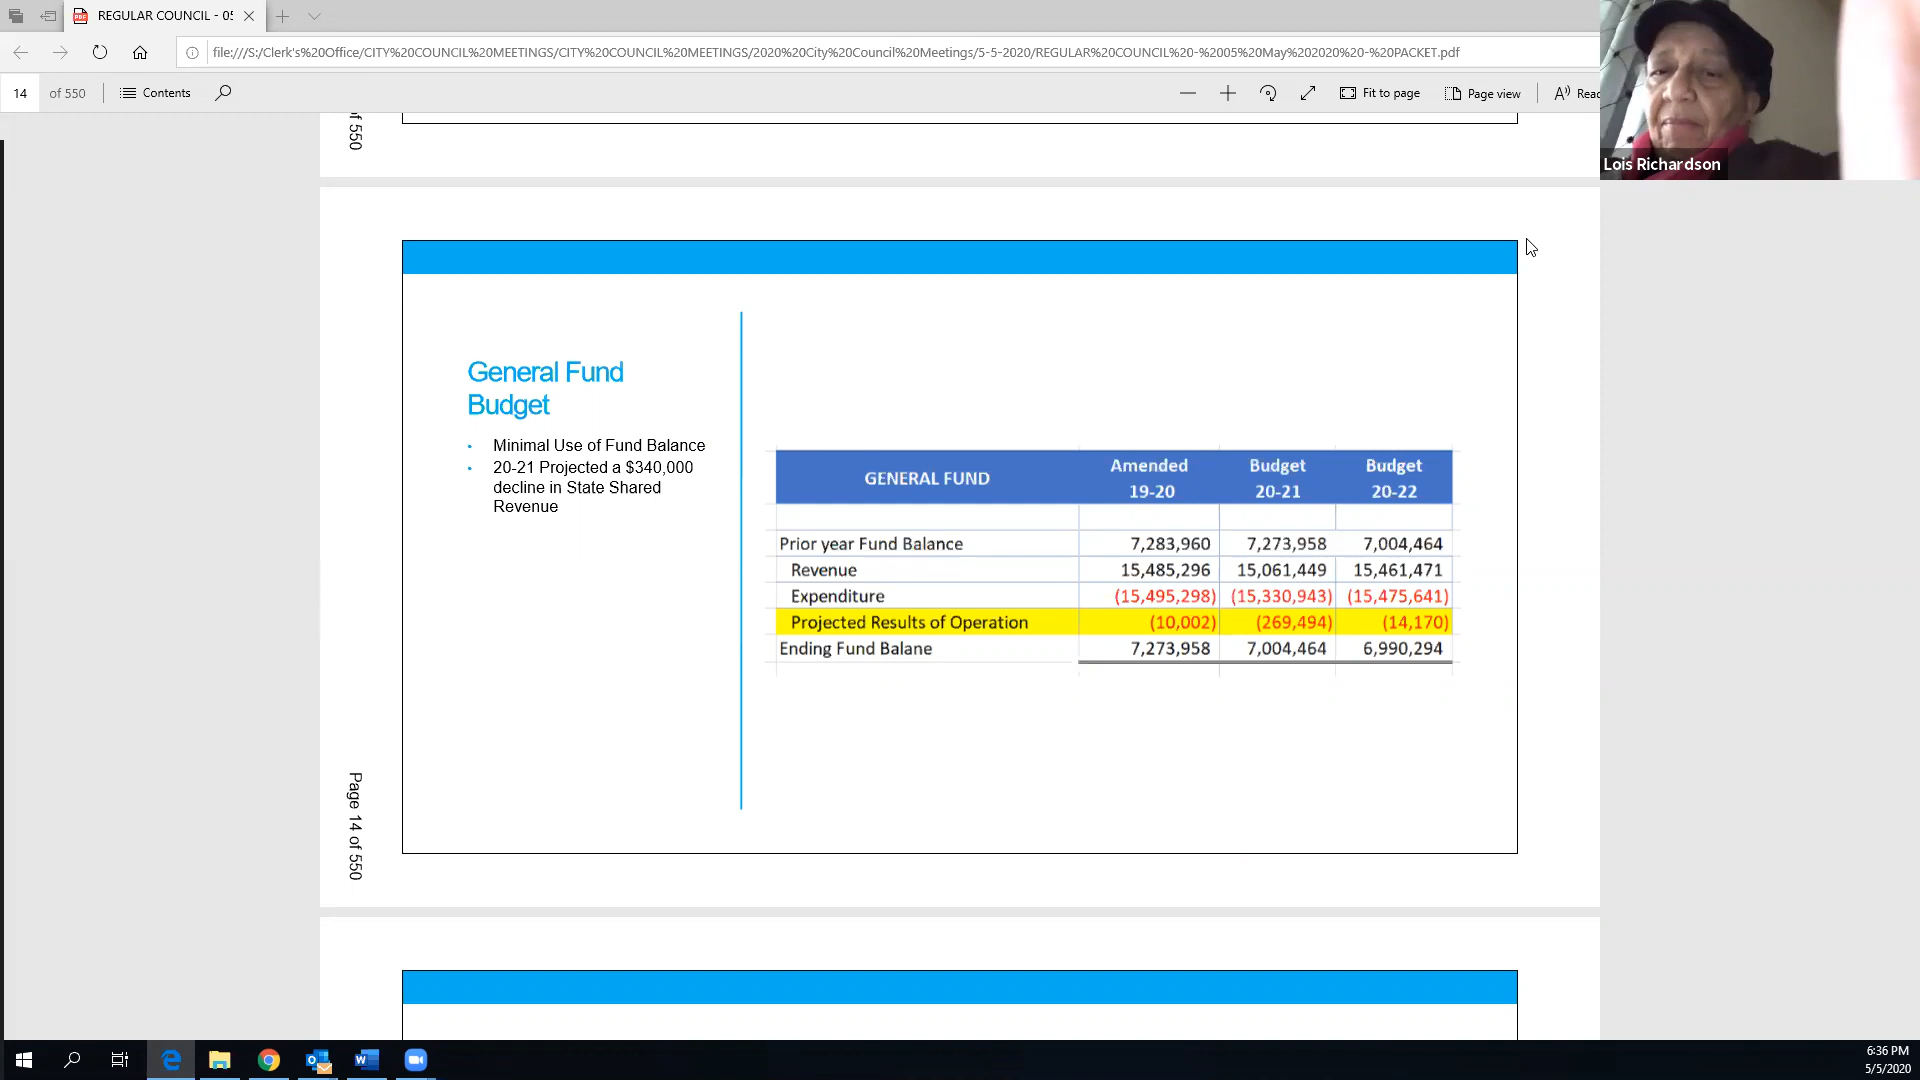 REGULAR COUNCIL - 05
file:///S:/Clerk's%20Office/CITY%20COUNCIL%20MEETINGS/CITY%20COUNCIL%20MEETINGS/2020%20City%20Council%20Meetings/5-5-2020/REGULAR%20COUNCIL%20-%2005%20May%202020%20-%20PACKET.pdf
14 of 550 Contents Fit to page Page view Read
Lois Richardson
of 550
General Fund
Budget
• Minimal Use of Fund Balance
• 20-21 Projected a $340,000
decline in State Shared
Revenue
GENERAL FUND Amended 19-20 Budget 20-21 Budget 20-22
Prior year Fund Balance 7,283,960 7,273,958 7,004,464
Revenue 15,485,296 15,061,449 15,461,471
Expenditure (15,495,298) (15,330,943) (15,475,641)
Projected Results of Operation (10,002) (269,494) (14,170)
Ending Fund Balane 7,273,958 7,004,464 6,990,294
Page 14 of 550
6:36 PM
5/5/2020